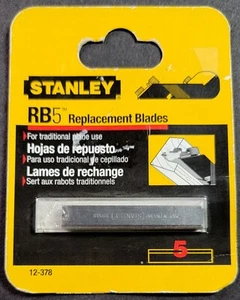 STANLEY
RB5™ Replacement Blades
For traditional plane use
Hojas de repuesto
Para uso tradicional de cepillado
Lames de rechange
Sert aux rabots traditionnels
5
12-378